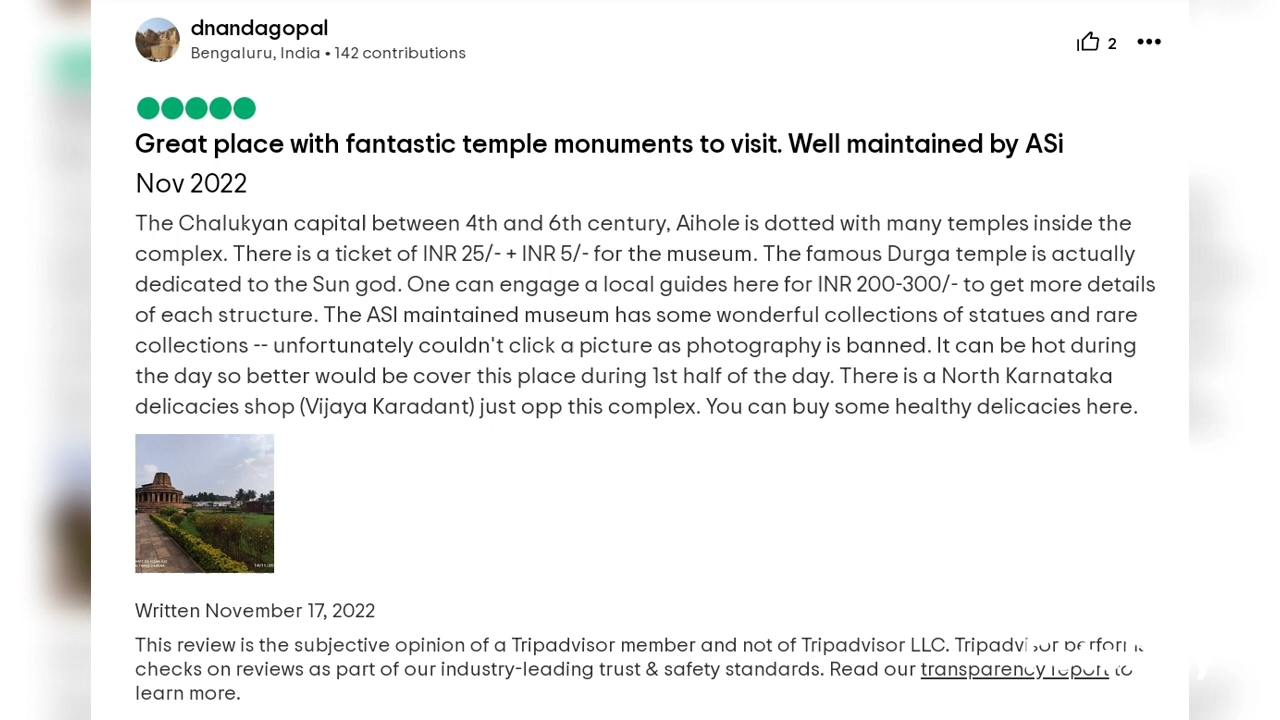 dnandagopal
Bengaluru, India • 142 contributions
2
Great place with fantastic temple monuments to visit. Well maintained by ASi
Nov 2022
The Chalukyan capital between 4th and 6th century, Aihole is dotted with many temples inside the
complex. There is a ticket of INR 25/- + INR 5/- for the museum. The famous Durga temple is actually
dedicated to the Sun god. One can engage a local guides here for INR 200-300/- to get more details
of each structure. The ASI maintained museum has some wonderful collections of statues and rare
collections -- unfortunately couldn't click a picture as photography is banned. It can be hot during
the day so better would be cover this place during 1st half of the day. There is a North Karnataka
delicacies shop (Vijaya Karadant) just opp this complex. You can buy some healthy delicacies here.
Written November 17, 2022
This review is the subjective opinion of a Tripadvisor member and not of Tripadvisor LLC. Tripadvisor
checks on reviews as part of our industry-leading trust & safety standards. Read our transparency report to
learn more.